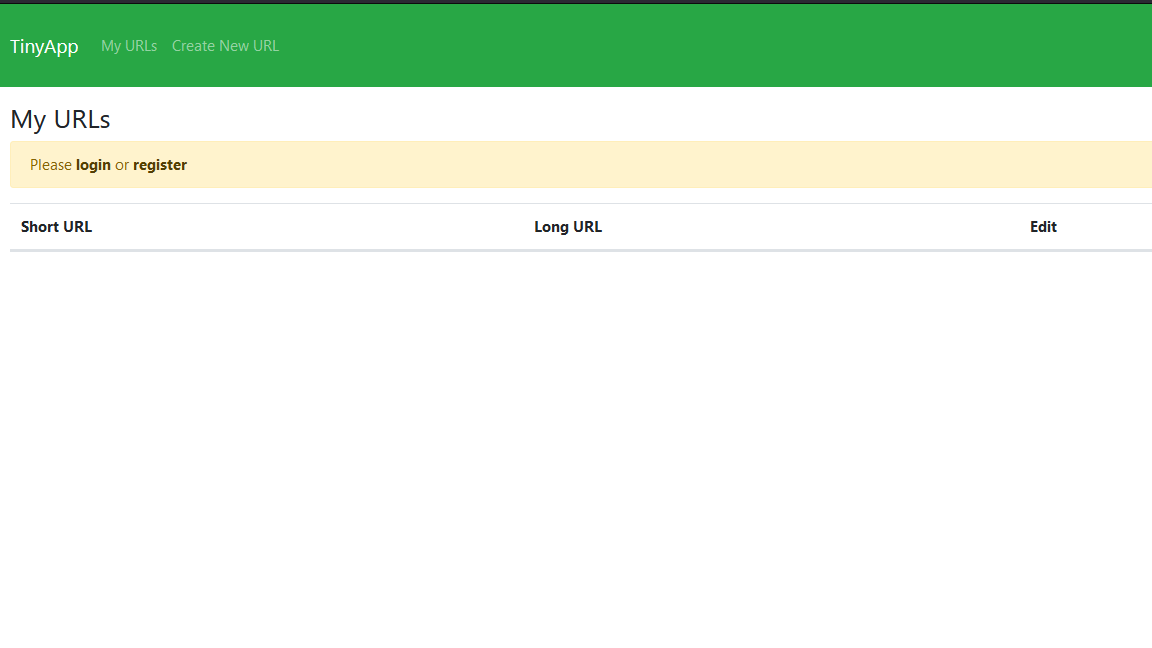 TinyApp My URLs Create New URL
My URLs
Please login or register
Short URL Long URL Edit